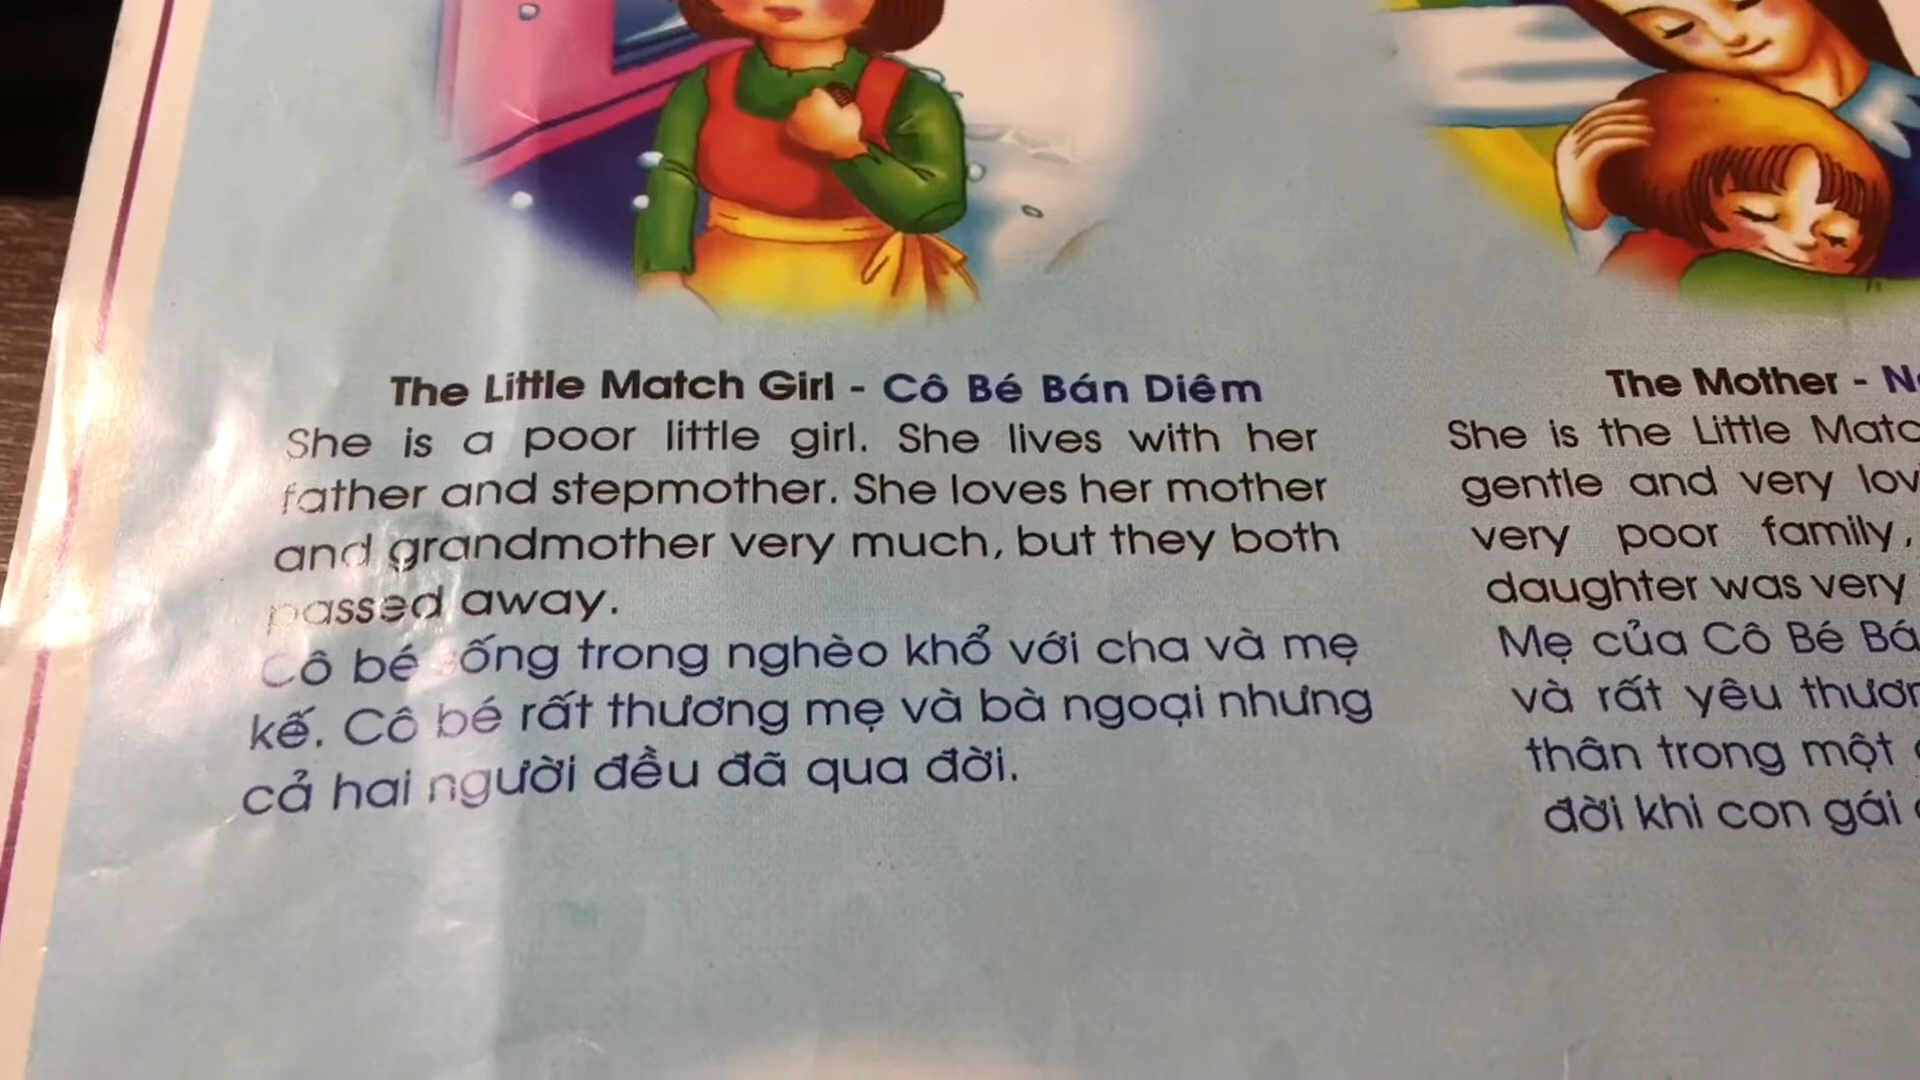 The Little Match Girl - Cô Bé Bán Diêm
She is a poor little girl. She lives with her
father and stepmother. She loves her mother
and grandmother very much, but they both
passed away.
Cô bé sống trong nghèo khổ với cha và mẹ
kế. Cô bé rất thương mẹ và bà ngoại nhưng
cả hai người đều đã qua đời.
The Mother -
She is the Little
gentle and very
very poor family,
daughter was very
Mẹ của Cô Bé
và rất yêu
thân trong một
đời khi con gái